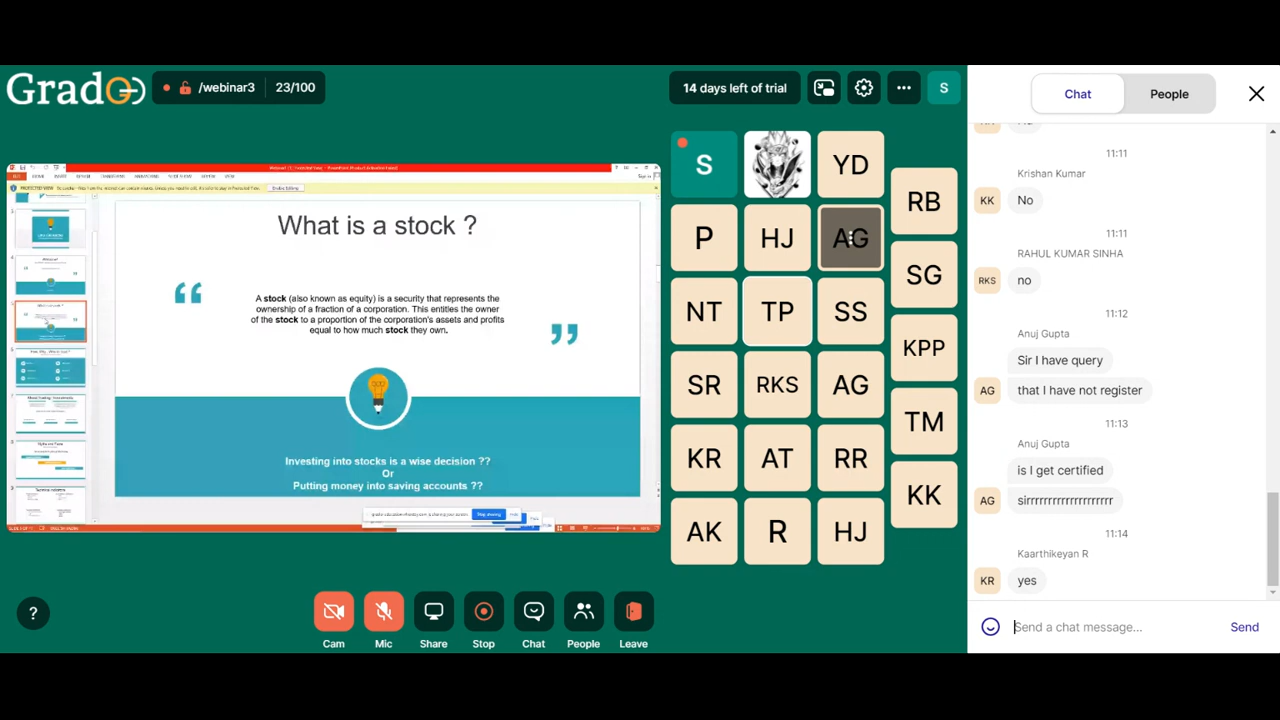 Grado
/webinar3
23/100
14 days left of trial
S
What is a stock ?
“
A stock (also known as equity) is a security that represents the
ownership of a fraction of a corporation. This entitles the owner
of the stock to a proportion of the corporation's assets and profits
equal to how much stock they own.
”
Investing into stocks is a wise decision ??
Or
Putting money into saving accounts ??
S
YD
P
HJ
AG
NT
TP
SS
SR
RKS
AG
KR
AT
RR
AK
R
HJ
RB
SG
KPP
TM
KK
?
Cam
Mic
Share
Stop
Chat
People
Leave
Chat
People
11:11
Krishan Kumar
KK
No
11:11
RAHUL KUMAR SINHA
RKS
no
11:12
Anuj Gupta
Sir I have query
AG
that I have not register
11:13
Anuj Gupta
is I get certified
AG
sirrrrrrrrrrrrrrrrrrr
11:14
Kaarthikeyan R
KR
yes
Send a chat message...
Send